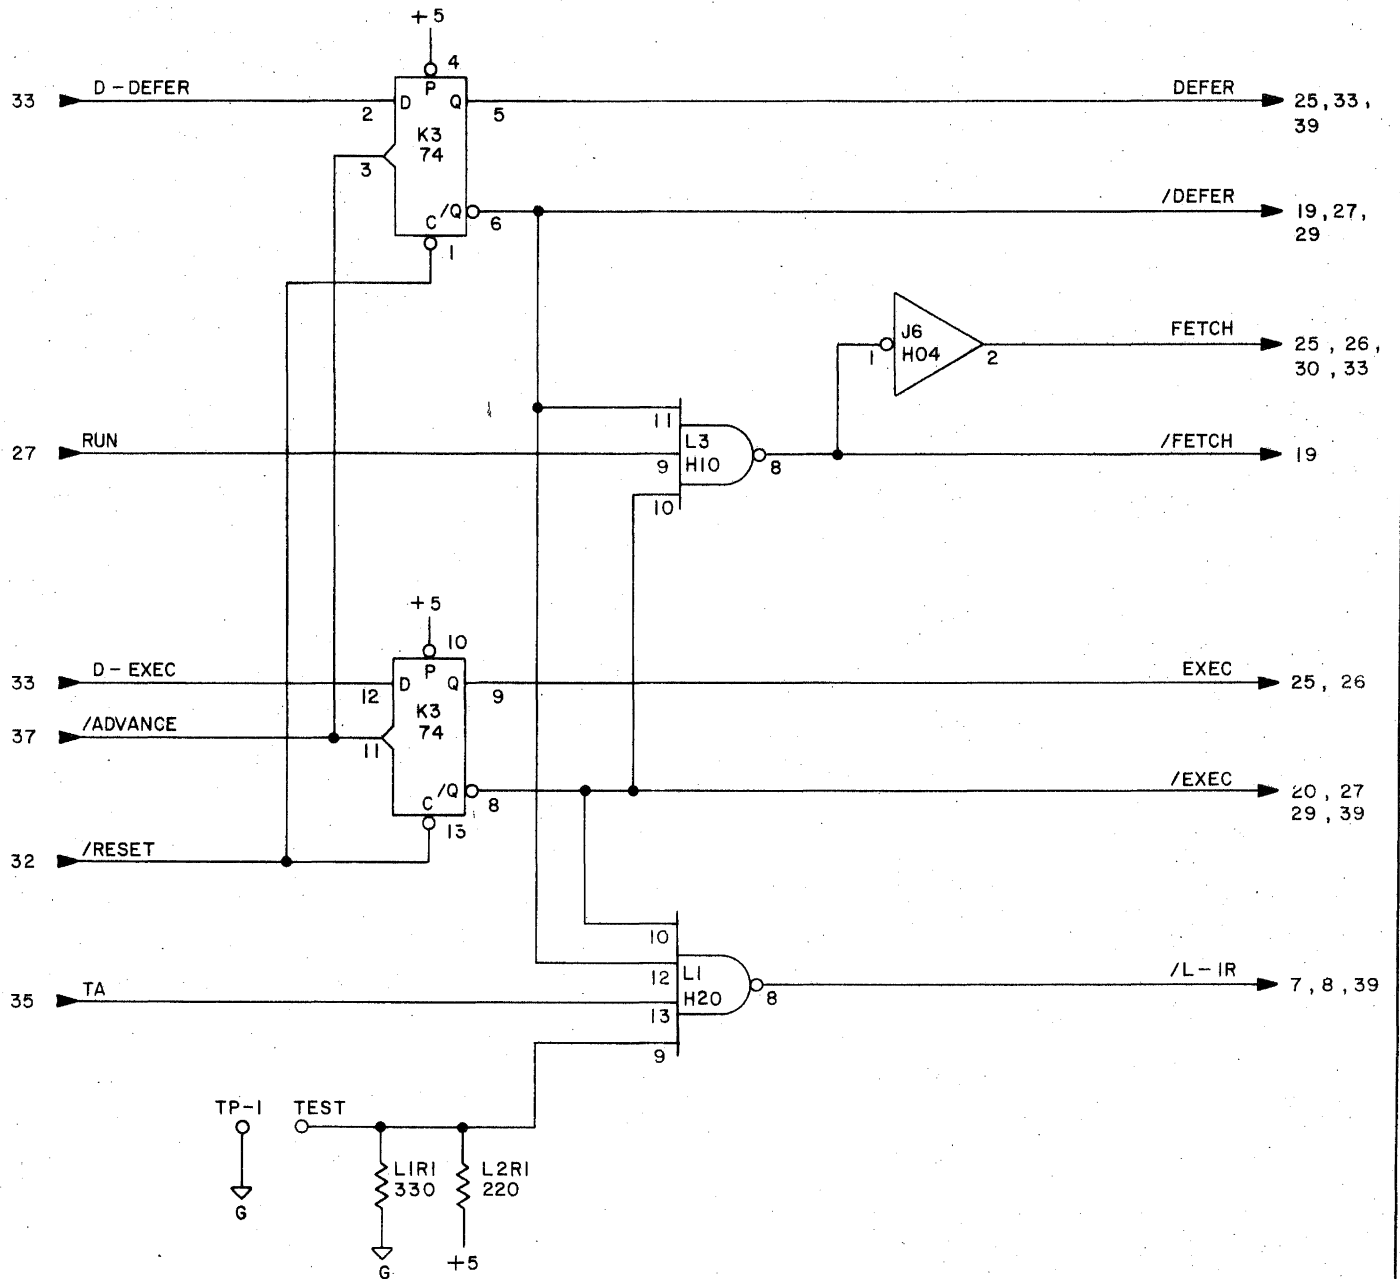 +5
4
33
D-DEFER
2
D
P
Q
5
DEFER
25,33,
39
K3
74
3
C
/Q
6
1
/DEFER
19,27,
29
J6
H04
1
2
FETCH
25, 26,
30, 33
27
RUN
11
L3
9
H10
10
8
/FETCH
19
+5
10
33
D-EXEC
12
D
P
Q
9
EXEC
25, 26
K3
74
37
/ADVANCE
11
C
/Q
8
13
/EXEC
20, 27
29, 39
32
/RESET
10
12
L1
H20
13
9
8
35
TA
/L-IR
7, 8, 39
TP-1
TEST
G
L1R1
330
L2R1
220
G
+5